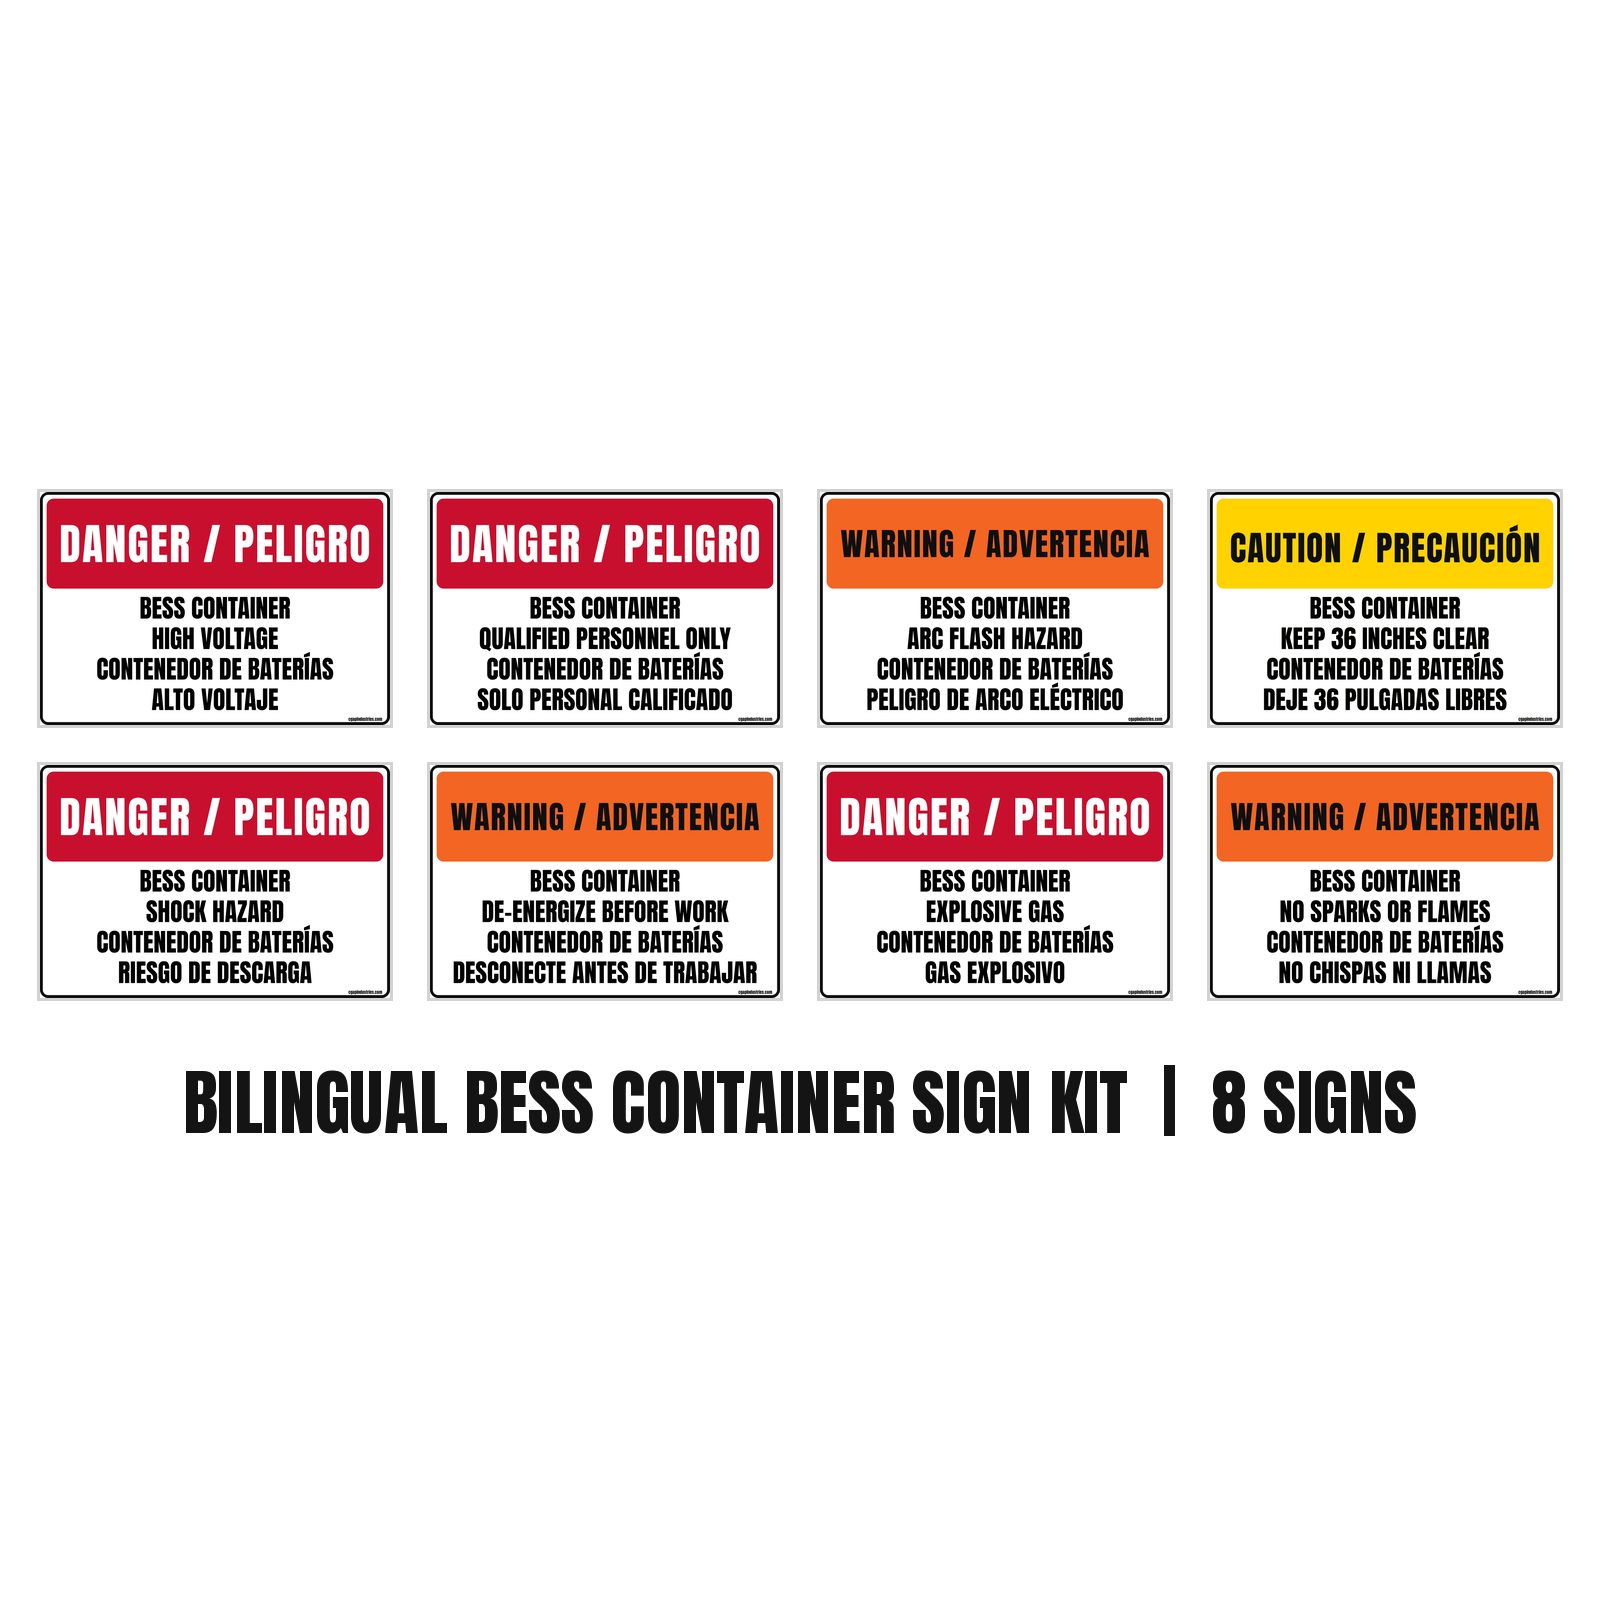 DANGER / PELIGRO
BESS CONTAINER
HIGH VOLTAGE
CONTENEDOR DE BATERÍAS
ALTO VOLTAJE
DANGER / PELIGRO
BESS CONTAINER
QUALIFIED PERSONNEL ONLY
CONTENEDOR DE BATERÍAS
SOLO PERSONAL CALIFICADO
WARNING / ADVERTENCIA
BESS CONTAINER
ARC FLASH HAZARD
CONTENEDOR DE BATERÍAS
PELIGRO DE ARCO ELÉCTRICO
CAUTION / PRECAUCIÓN
BESS CONTAINER
KEEP 36 INCHES CLEAR
CONTENEDOR DE BATERÍAS
DEJE 36 PULGADAS LIBRES
DANGER / PELIGRO
BESS CONTAINER
SHOCK HAZARD
CONTENEDOR DE BATERÍAS
RIESGO DE DESCARGA
WARNING / ADVERTENCIA
BESS CONTAINER
DE-ENERGIZE BEFORE WORK
CONTENEDOR DE BATERÍAS
DESCONECTE ANTES DE TRABAJAR
DANGER / PELIGRO
BESS CONTAINER
EXPLOSIVE GAS
CONTENEDOR DE BATERÍAS
GAS EXPLOSIVO
WARNING / ADVERTENCIA
BESS CONTAINER
NO SPARKS OR FLAMES
CONTENEDOR DE BATERÍAS
NO CHISPAS NI LLAMAS
BILINGUAL BESS CONTAINER SIGN KIT | 8 SIGNS